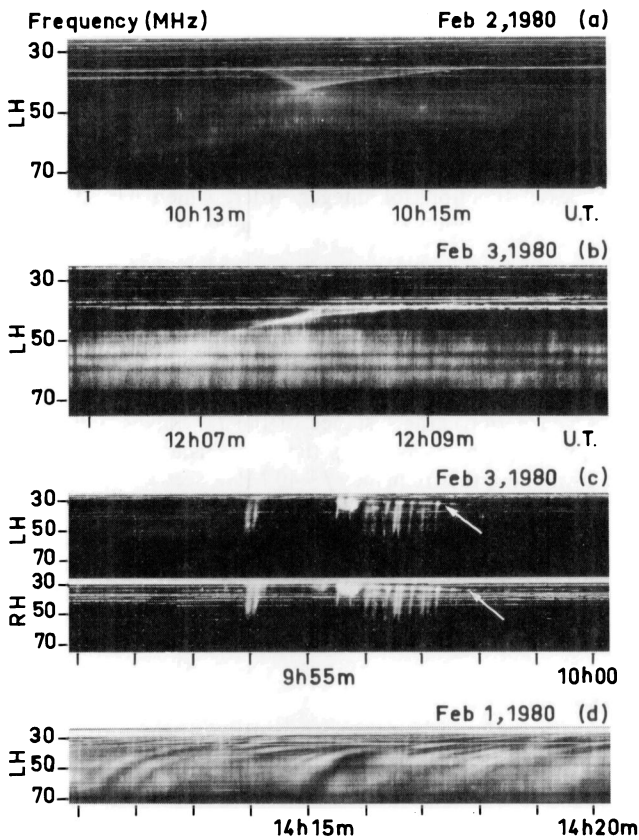 Frequency (MHz) Feb 2,1980 (a)
30
50
70
LH
10h13m 10h15m U.T.
Feb 3,1980 (b)
30
50
70
LH
12h07m 12h09m U.T.
Feb 3,1980 (c)
30
50
70
LH
30
50
70
RH
9h55m 10h00
Feb 1,1980 (d)
30
50
70
LH
14h15m 14h20m